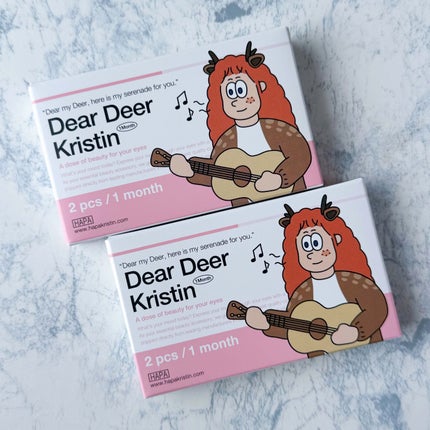 "Dear my Deer, here is my serenade for you."
Dear Deer
Kristin
1Month
A dose of beauty for your eyes
2 pcs / 1 month
HAPA
www.hapakristin.com
"Dear my Deer, here is my serenade for you."
Dear Deer
Kristin
1Month
A dose of beauty for your eyes
2 pcs / 1 month
HAPA
www.hapakristin.com